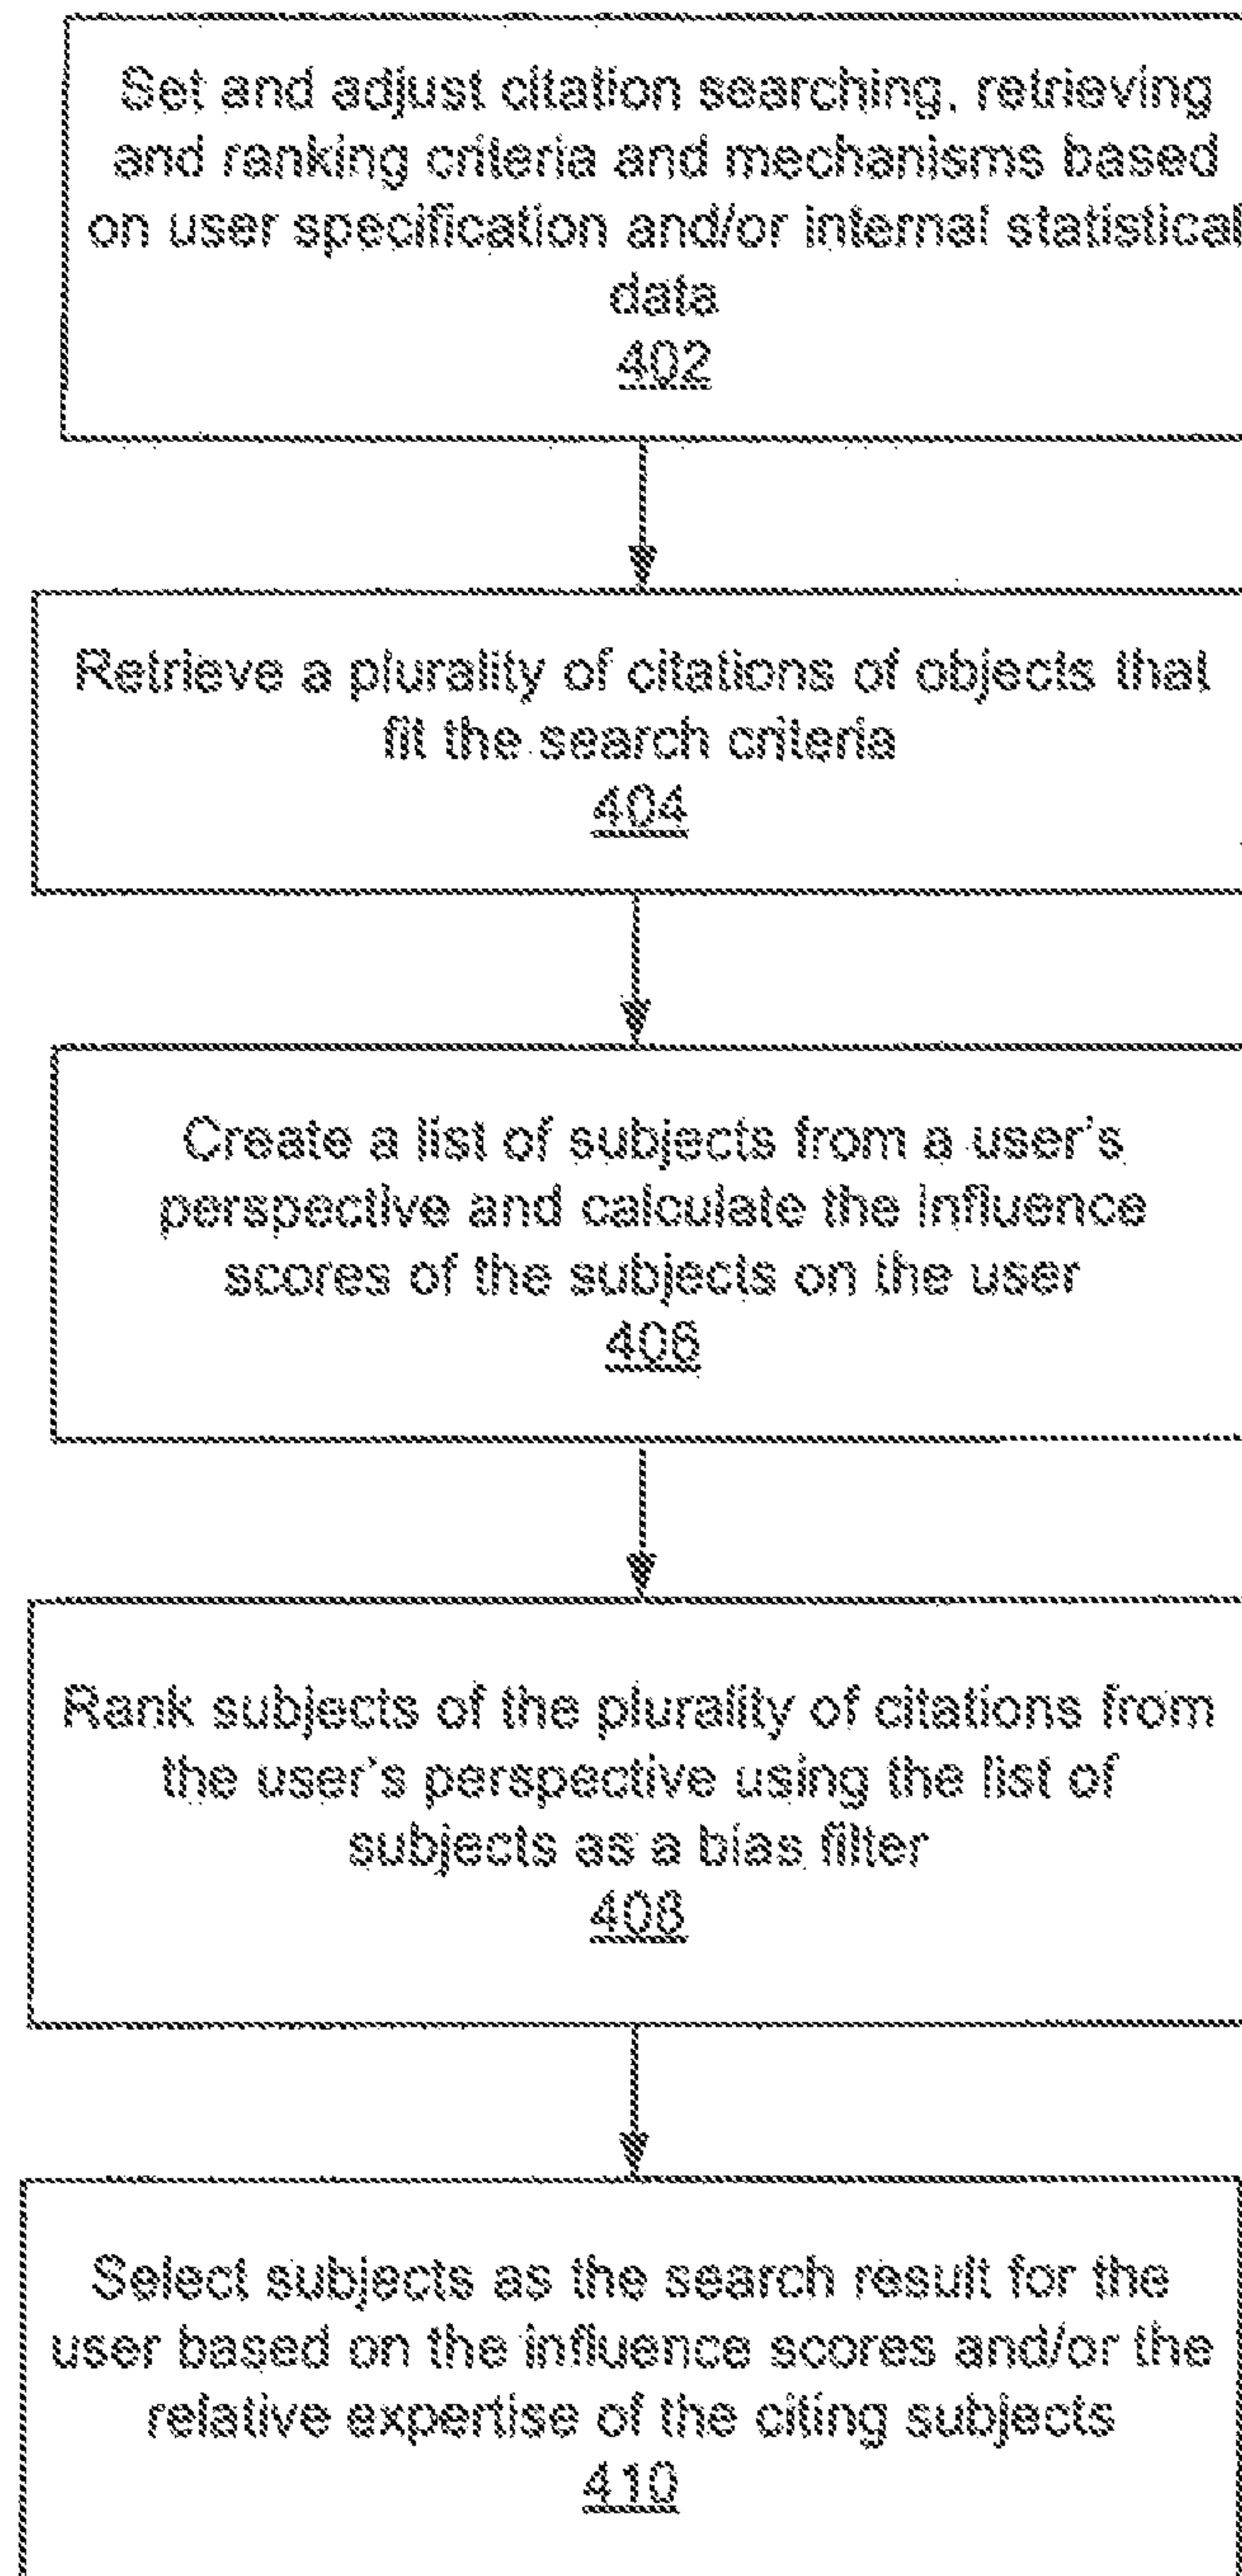 Set and adjust citation searching, retrieving
and ranking criteria and mechanisms based
on user specification and/or internal statistical
data
402
Retrieve a plurality of citations of objects that
fit the search criteria
404
Create a list of subjects from a user's
perspective and calculate the influence
scores of the subjects on the user
406
Rank subjects of the plurality of citations from
the user's perspective using the list of
subjects as a bias filter
408
Select subjects as the search result for the
user based on the influence scores and/or the
relative expertise of the citing subjects
410